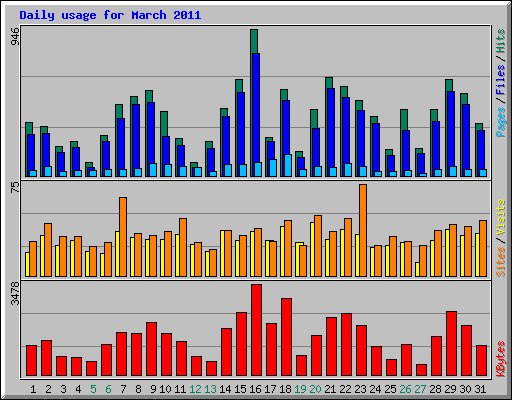 Daily usage for March 2011
946
75
3478
Pages / Files / Hits
Sites / Visits
KBytes
1 2 3 4 5 6 7 8 9 10 11 12 13 14 15 16 17 18 19 20 21 22 23 24 25 26 27 28 29 30 31